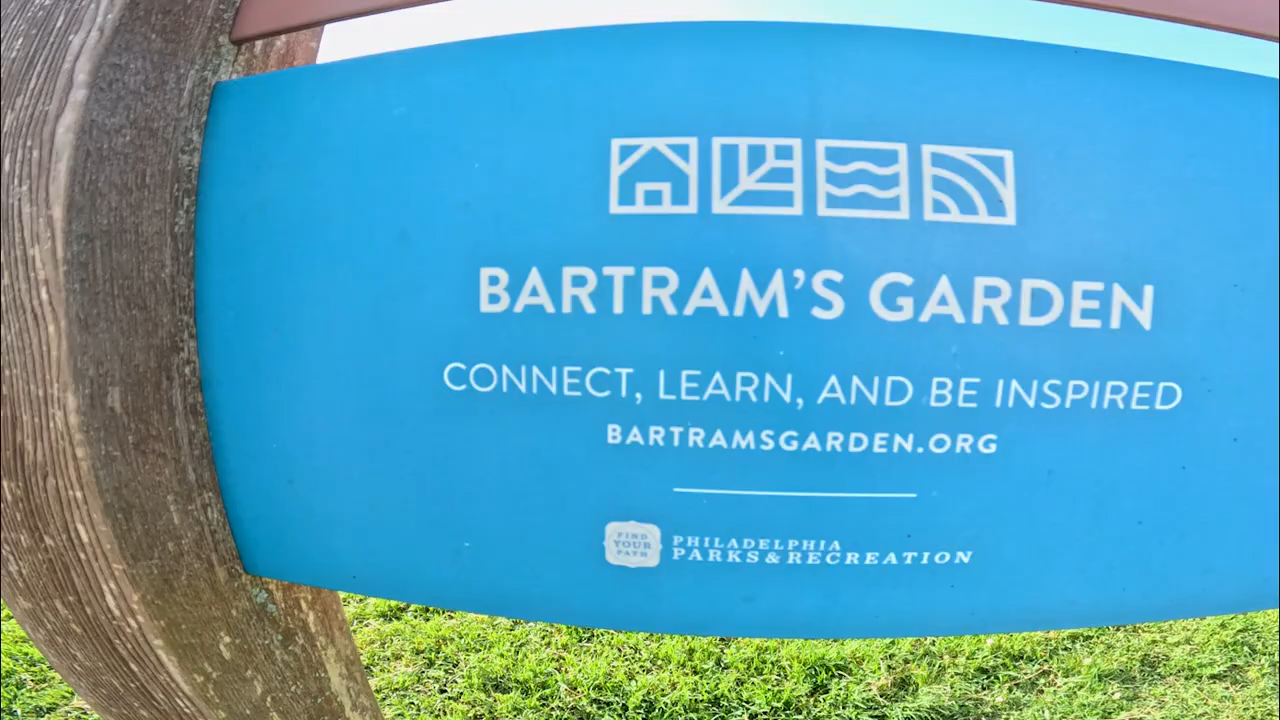 BARTRAM'S GARDEN
CONNECT, LEARN, AND BE INSPIRED
BARTRAMSGARDEN.ORG
FIND
YOUR
PATH
PHILADELPHIA
PARKS & RECREATION